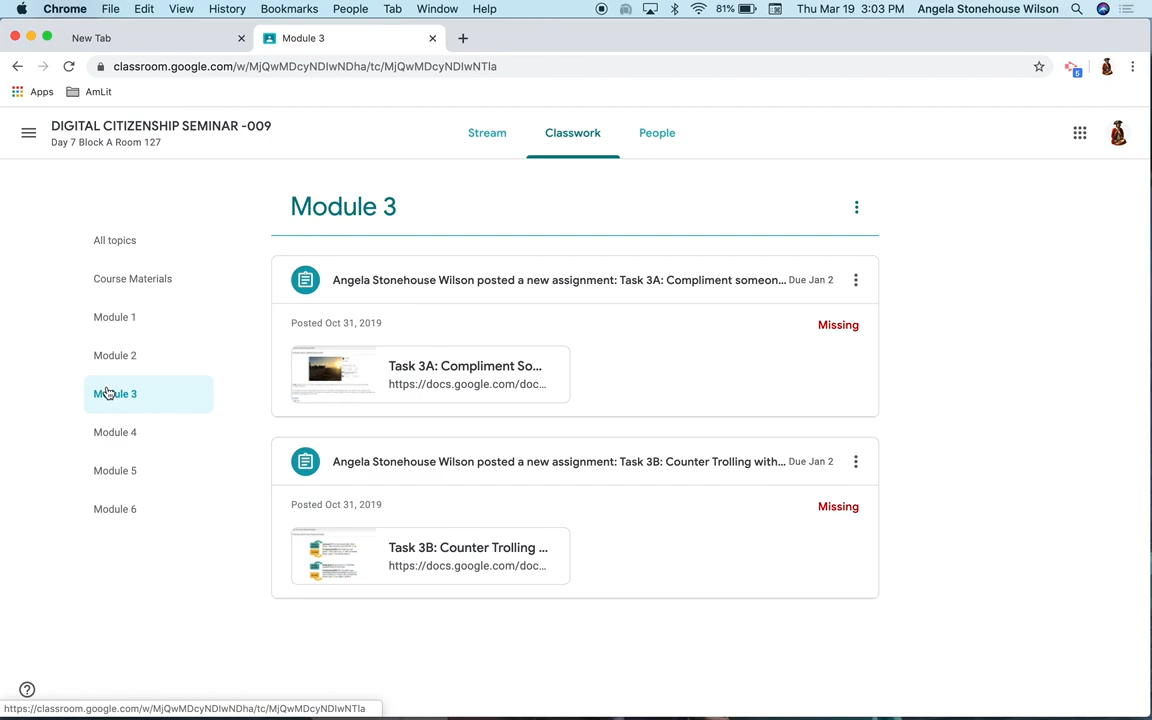 Chrome File Edit View History Bookmarks People Tab Window Help 81% Thu Mar 19 3:03 PM Angela Stonehouse Wilson
New Tab Module 3
classroom.google.com/w/MjQwMDcyNDIwNDha/tc/MjQwMDcyNDIwNTla
5
Apps AmLit
DIGITAL CITIZENSHIP SEMINAR -009
Day 7 Block A Room 127
Stream Classwork People
Module 3
All topics
Course Materials
Module 1
Module 2
Module 3
Module 4
Module 5
Module 6
Angela Stonehouse Wilson posted a new assignment: Task 3A: Compliment someon... Due Jan 2
Posted Oct 31, 2019 Missing
Task 3A: Compliment So...
https://docs.google.com/doc...
Angela Stonehouse Wilson posted a new assignment: Task 3B: Counter Trolling with... Due Jan 2
Posted Oct 31, 2019 Missing
Task 3B: Counter Trolling ...
https://docs.google.com/doc...
https://classroom.google.com/w/MjQwMDcyNDIwNDha/tc/MjQwMDcyNDIwNTla